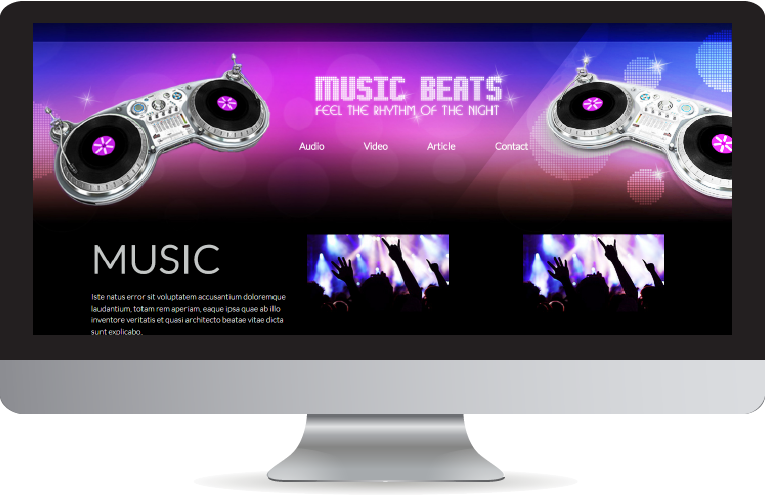 MUSIC BEATS
FEEL THE RHYTHM OF THE NIGHT
Audio Video Article Contact
MUSIC
Iste natus error sit voluptatem accusantium doloremque
laudantium, totam rem aperiam, eaque ipsa quae ab illo
inventore veritatis et quasi architecto beatae vitae dicta
sunt explicabo.